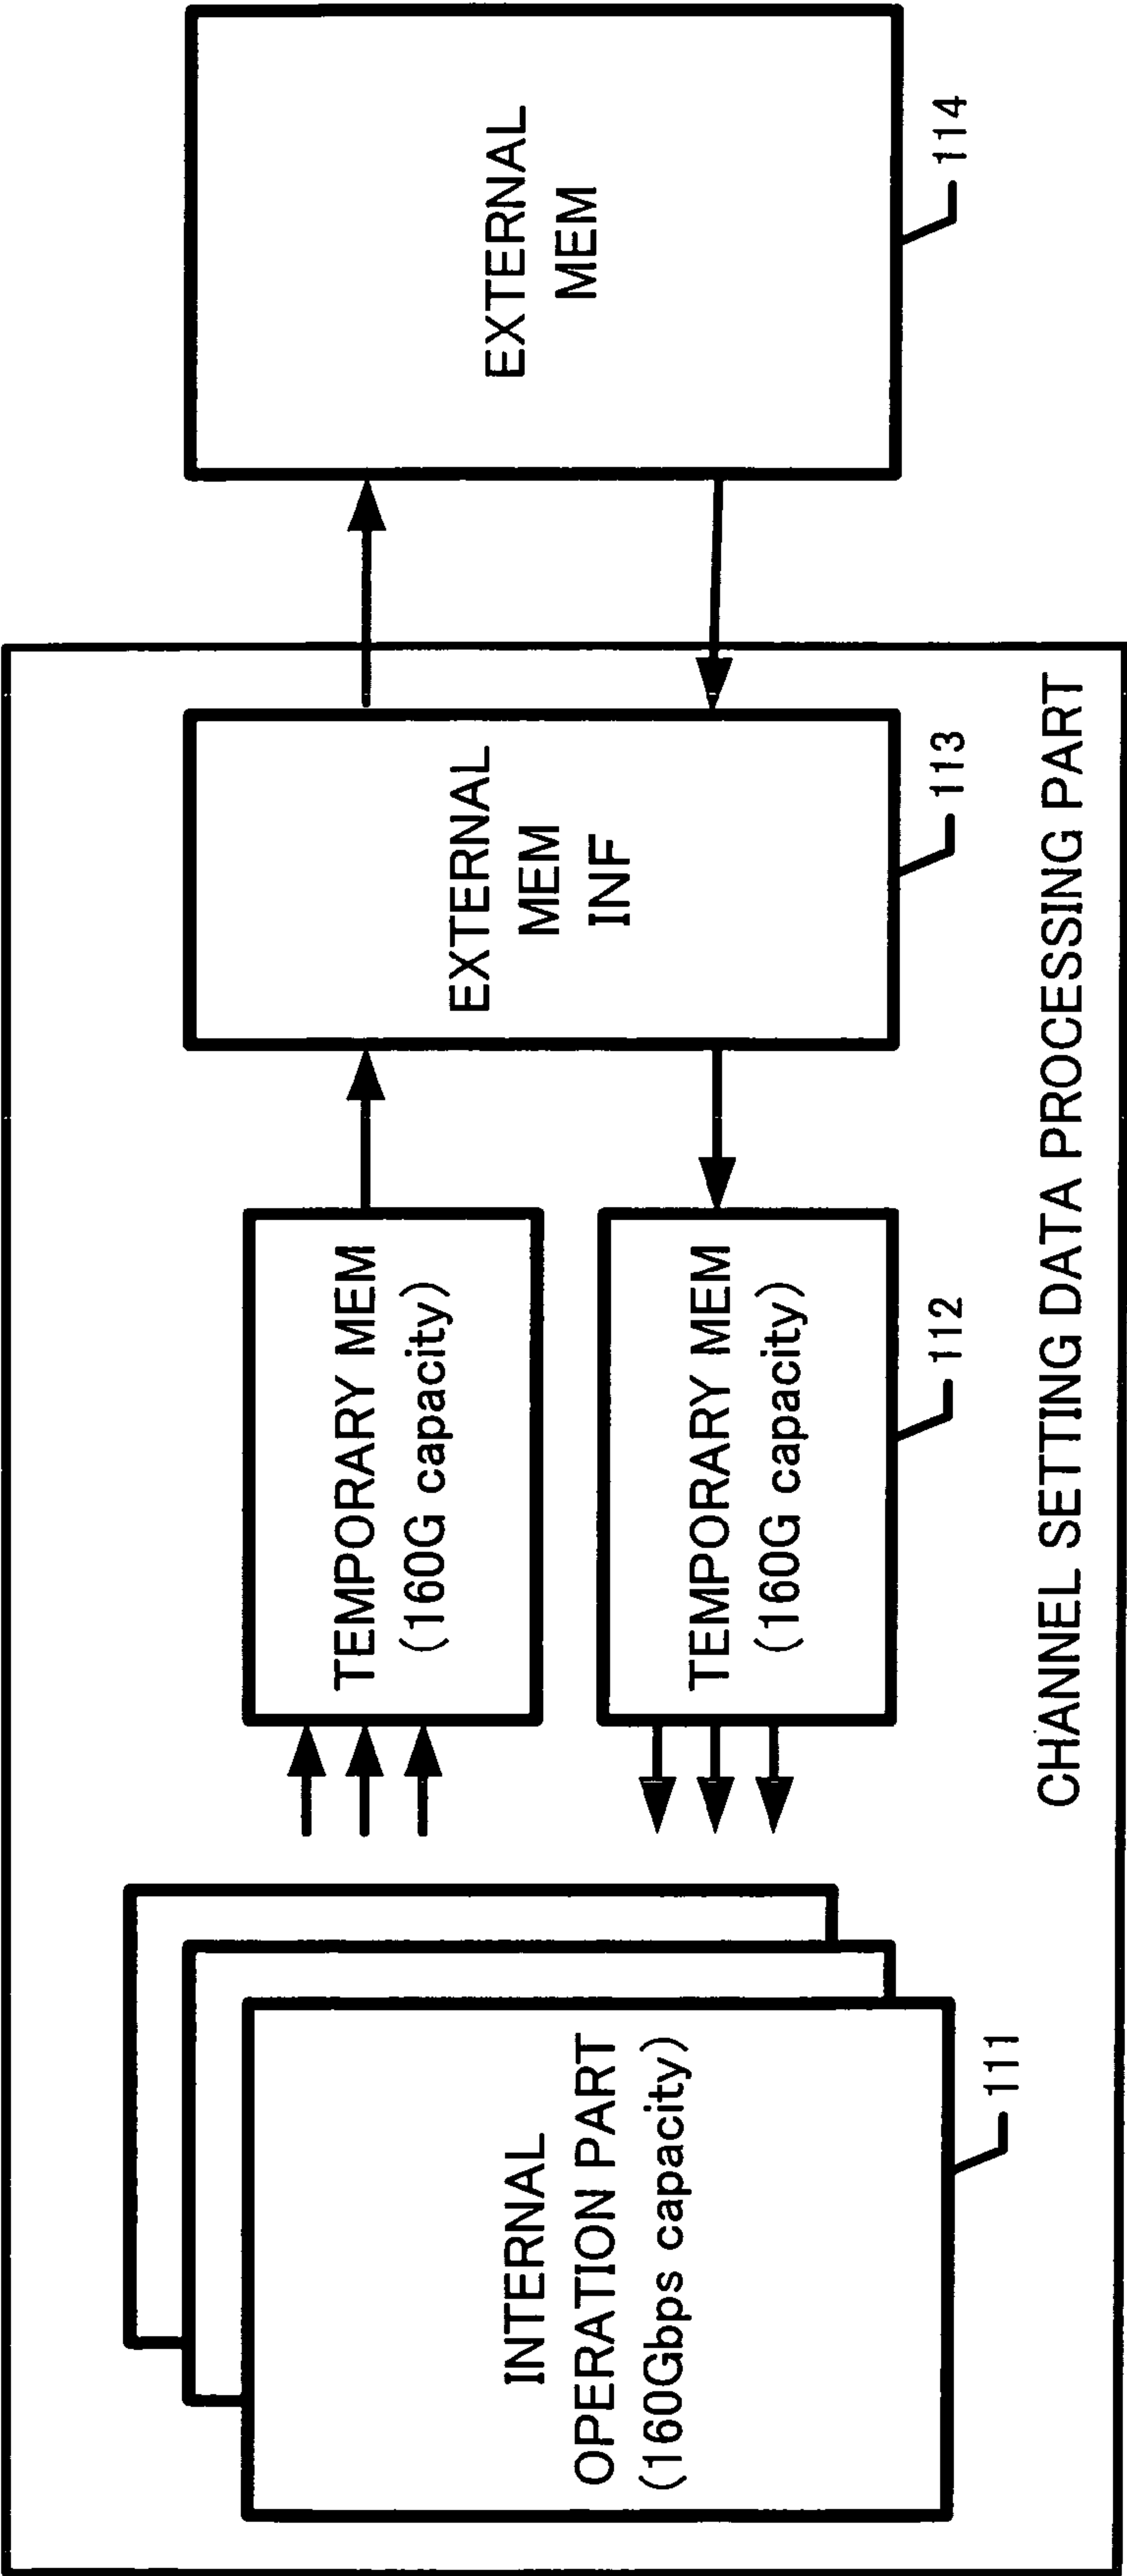 INTERNAL
OPERATION PART
(160Gbps capacity)
111
TEMPORARY MEM
(160G capacity)
TEMPORARY MEM
(160G capacity)
112
EXTERNAL
MEM
INF
113
EXTERNAL
MEM
114
CHANNEL SETTING DATA PROCESSING PART